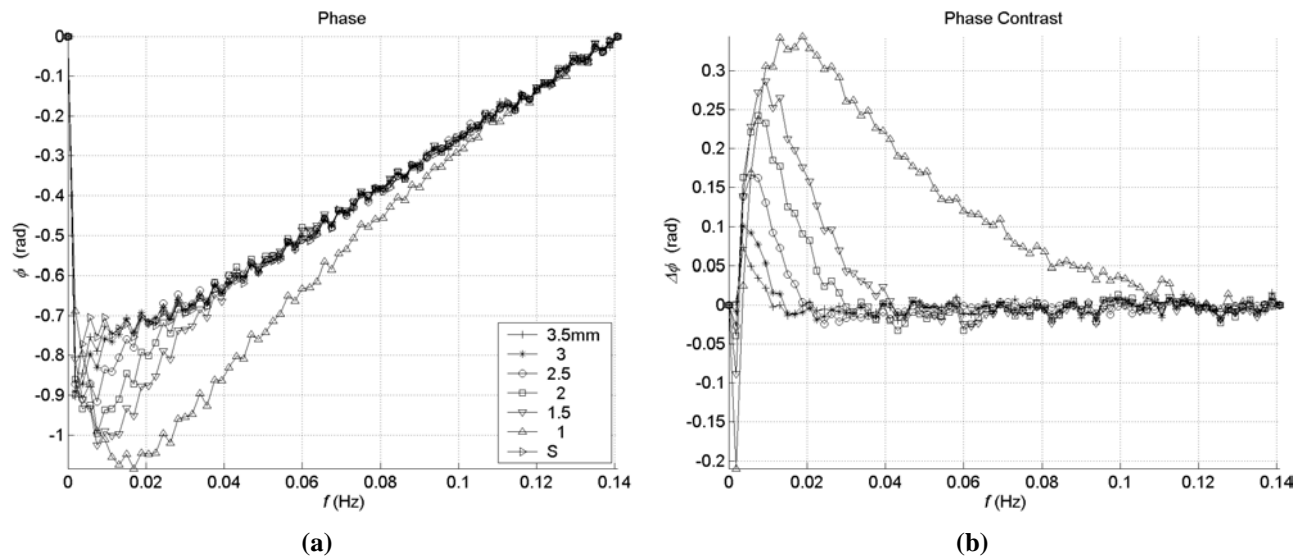 Phase
0
-0.1
-0.2
-0.3
-0.4
-0.5
-0.6
-0.7
-0.8
-0.9
-1
ϕ (rad)
3.5mm
3
2.5
2
1.5
1
S
0 0.02 0.04 0.06 0.08 0.1 0.12 0.14
f (Hz)
(a)
Phase Contrast
0.3
0.25
0.2
0.15
0.1
0.05
0
-0.05
-0.1
-0.15
-0.2
Δϕ (rad)
0 0.02 0.04 0.06 0.08 0.1 0.12 0.14
f (Hz)
(b)